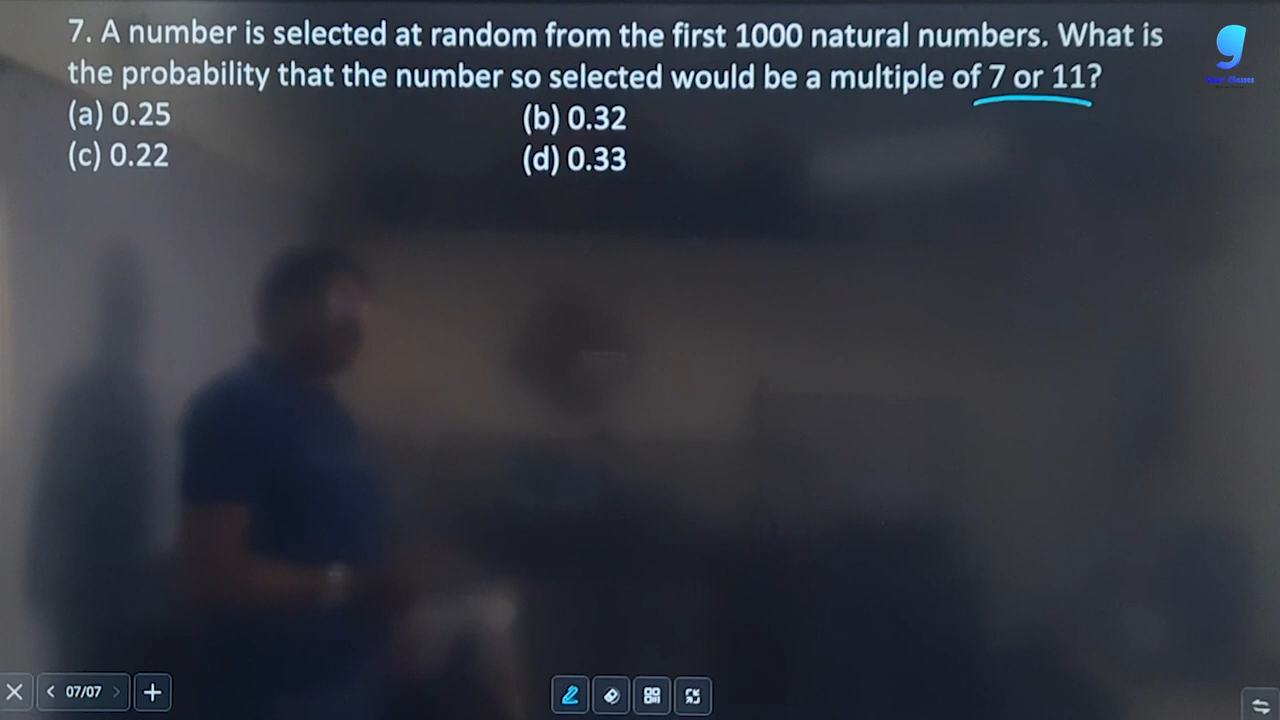 7. A number is selected at random from the first 1000 natural numbers. What is
the probability that the number so selected would be a multiple of 7 or 11?
(a) 0.25 (b) 0.32
(c) 0.22 (d) 0.33
07/07